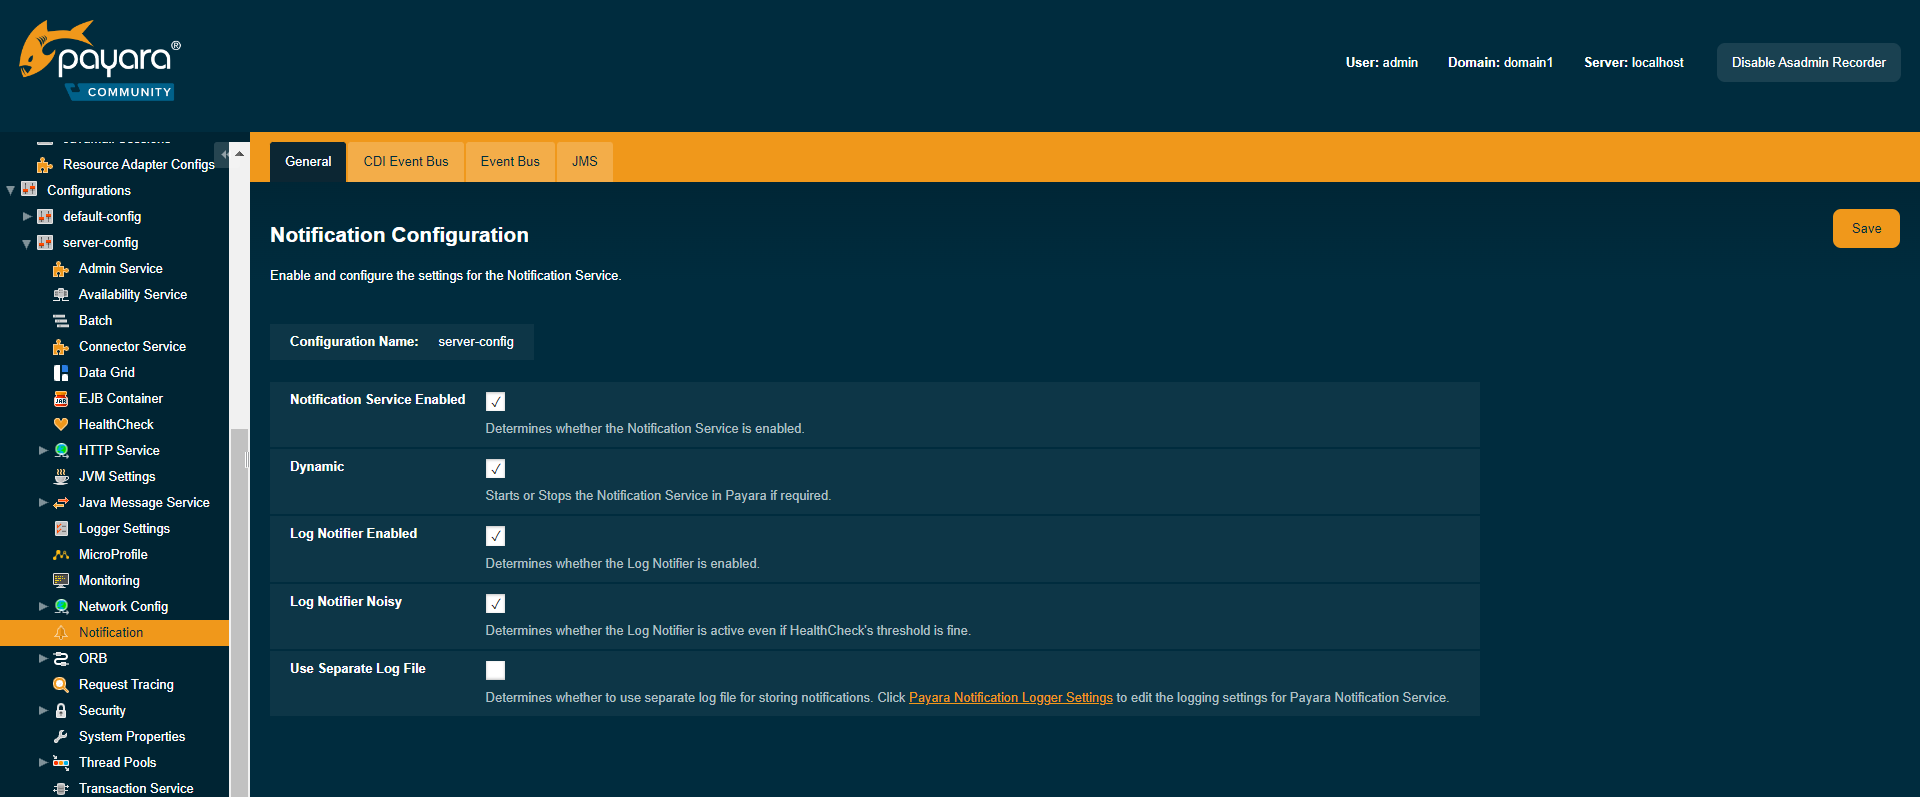 payara®
COMMUNITY
User: admin
Domain: domain1
Server: localhost
Disable Asadmin Recorder
Resource Adapter Configs
Configurations
default-config
server-config
Admin Service
Availability Service
Batch
Connector Service
Data Grid
EJB Container
HealthCheck
HTTP Service
JVM Settings
Java Message Service
Logger Settings
MicroProfile
Monitoring
Network Config
Notification
ORB
Request Tracing
Security
System Properties
Thread Pools
Transaction Service
General
CDI Event Bus
Event Bus
JMS
Notification Configuration
Save
Enable and configure the settings for the Notification Service.
Configuration Name: server-config
Notification Service Enabled
Determines whether the Notification Service is enabled.
Dynamic
Starts or Stops the Notification Service in Payara if required.
Log Notifier Enabled
Determines whether the Log Notifier is enabled.
Log Notifier Noisy
Determines whether the Log Notifier is active even if HealthCheck's threshold is fine.
Use Separate Log File
Determines whether to use separate log file for storing notifications. Click Payara Notification Logger Settings to edit the logging settings for Payara Notification Service.